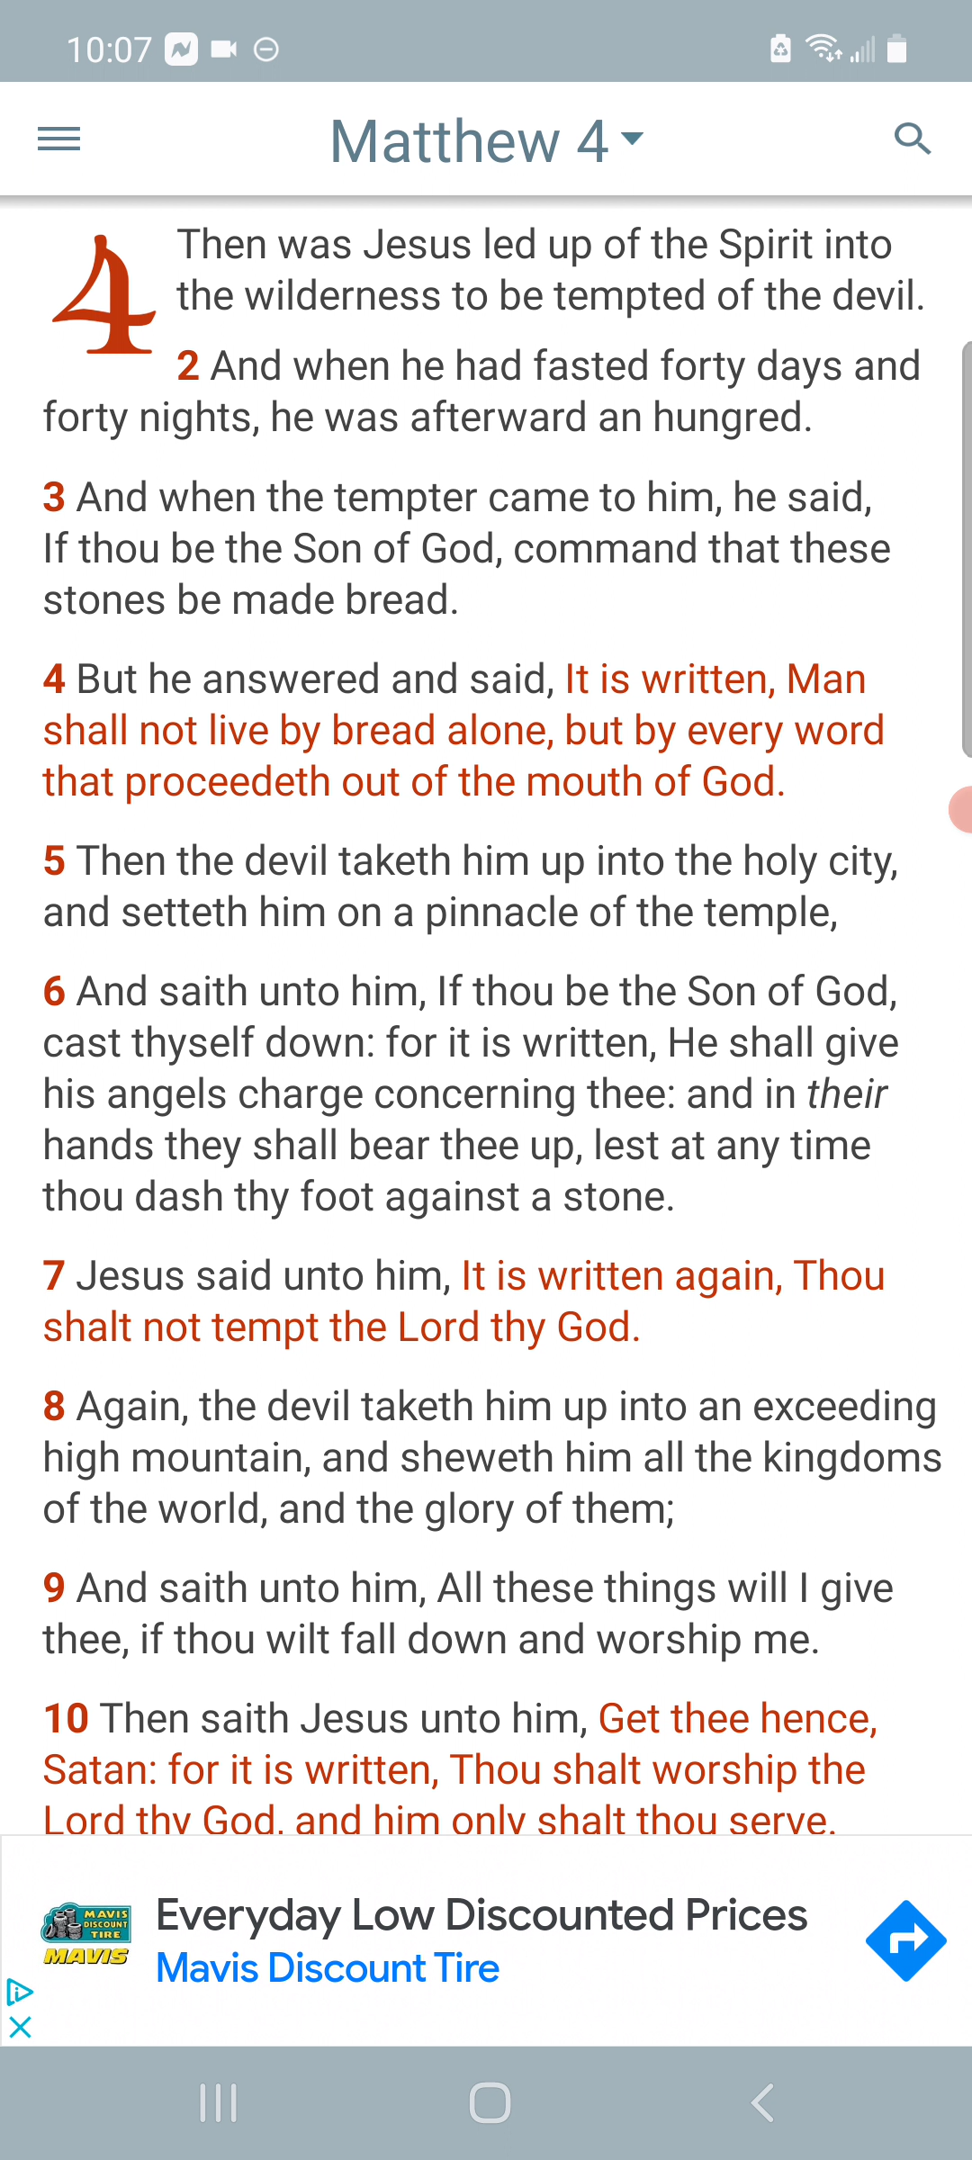 10:07
Matthew 4
4 Then was Jesus led up of the Spirit into
the wilderness to be tempted of the devil.
2 And when he had fasted forty days and
forty nights, he was afterward an hungred.
3 And when the tempter came to him, he said,
If thou be the Son of God, command that these
stones be made bread.
4 But he answered and said, It is written, Man
shall not live by bread alone, but by every word
that proceedeth out of the mouth of God.
5 Then the devil taketh him up into the holy city,
and setteth him on a pinnacle of the temple,
6 And saith unto him, If thou be the Son of God,
cast thyself down: for it is written, He shall give
his angels charge concerning thee: and in their
hands they shall bear thee up, lest at any time
thou dash thy foot against a stone.
7 Jesus said unto him, It is written again, Thou
shalt not tempt the Lord thy God.
8 Again, the devil taketh him up into an exceeding
high mountain, and sheweth him all the kingdoms
of the world, and the glory of them;
9 And saith unto him, All these things will I give
thee, if thou wilt fall down and worship me.
10 Then saith Jesus unto him, Get thee hence,
Satan: for it is written, Thou shalt worship the
Lord thy God, and him only shalt thou serve.
MAVIS
DISCOUNT
TIRE
MAVIS
Everyday Low Discounted Prices
Mavis Discount Tire